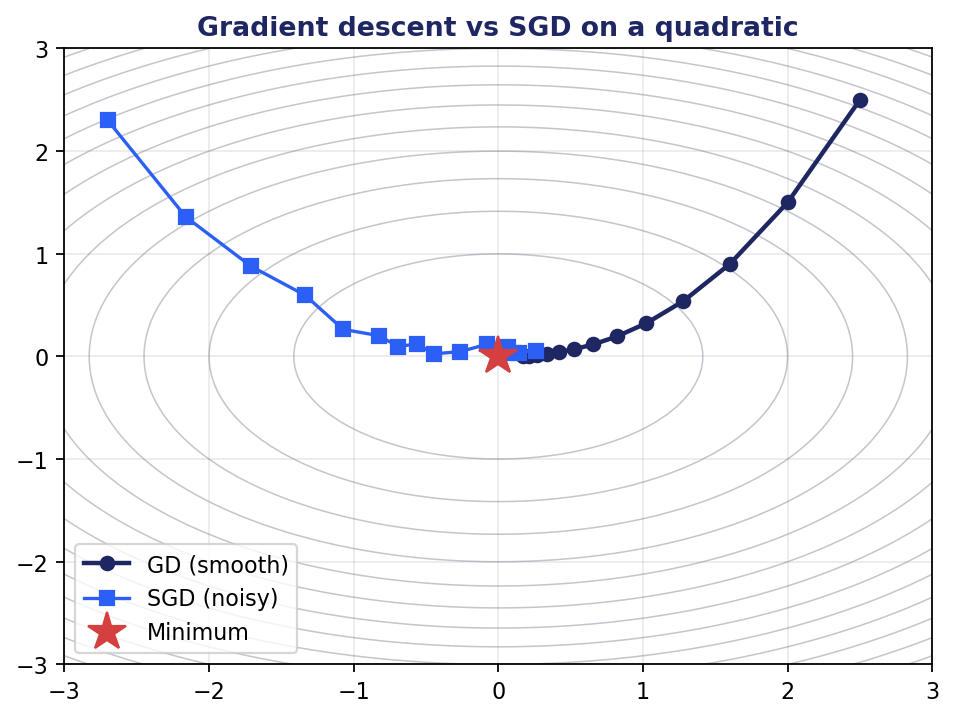 Gradient descent vs SGD on a quadratic
3
2
1
0
−1
−2
−3
GD (smooth)
SGD (noisy)
Minimum
−3 −2 −1 0 1 2 3